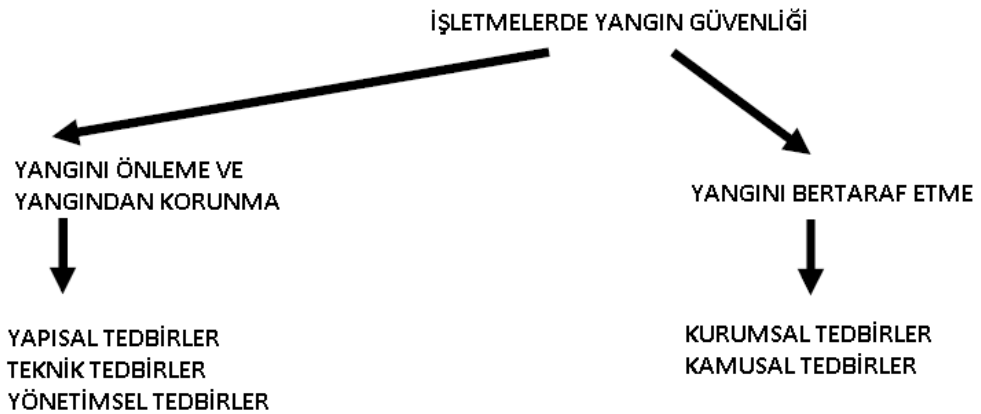 İŞLETMELERDE YANGIN GÜVENLİĞİ
YANGINI ÖNLEME VE
YANGINDAN KORUNMA
YANGINI BERTARAF ETME
YAPISAL TEDBİRLER
TEKNİK TEDBİRLER
YÖNETİMSEL TEDBİRLER
KURUMSAL TEDBİRLER
KAMUSAL TEDBİRLER